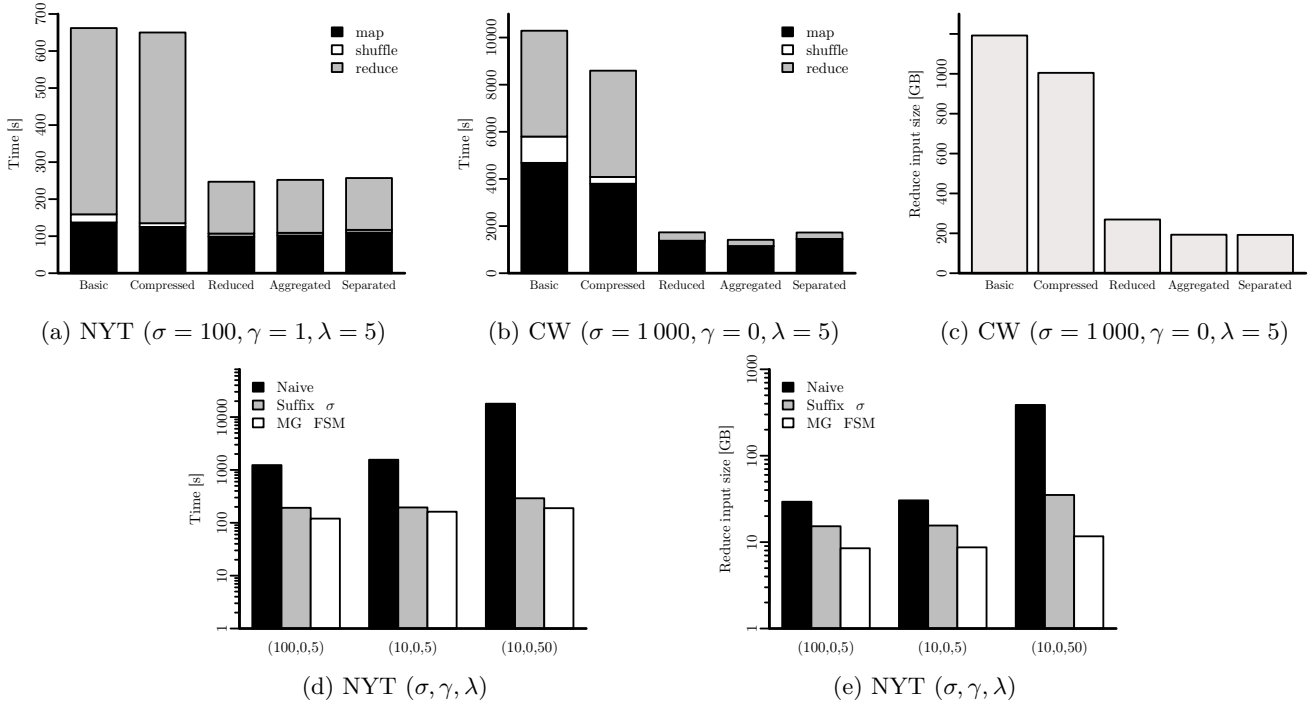 Time [s]
0 100 200 300 400 500 600 700
map
shuffle
reduce
Basic Compressed Reduced Aggregated Separated
(a) NYT (σ = 100, γ = 1, λ = 5)
Time [s]
0 2000 4000 6000 8000 10000
map
shuffle
reduce
Basic Compressed Reduced Aggregated Separated
(b) CW (σ = 1 000, γ = 0, λ = 5)
Reduce input size [GB]
0 200 400 600 800 1000
Basic Compressed Reduced Aggregated Separated
(c) CW (σ = 1 000, γ = 0, λ = 5)
Time [s]
1 10 100 1000 10000
Naive
Suffix σ
MG FSM
(100,0,5) (10,0,5) (10,0,50)
(d) NYT (σ, γ, λ)
Reduce input size [GB]
1 10 100 1000
Naive
Suffix σ
MG FSM
(100,0,5) (10,0,5) (10,0,50)
(e) NYT (σ, γ, λ)